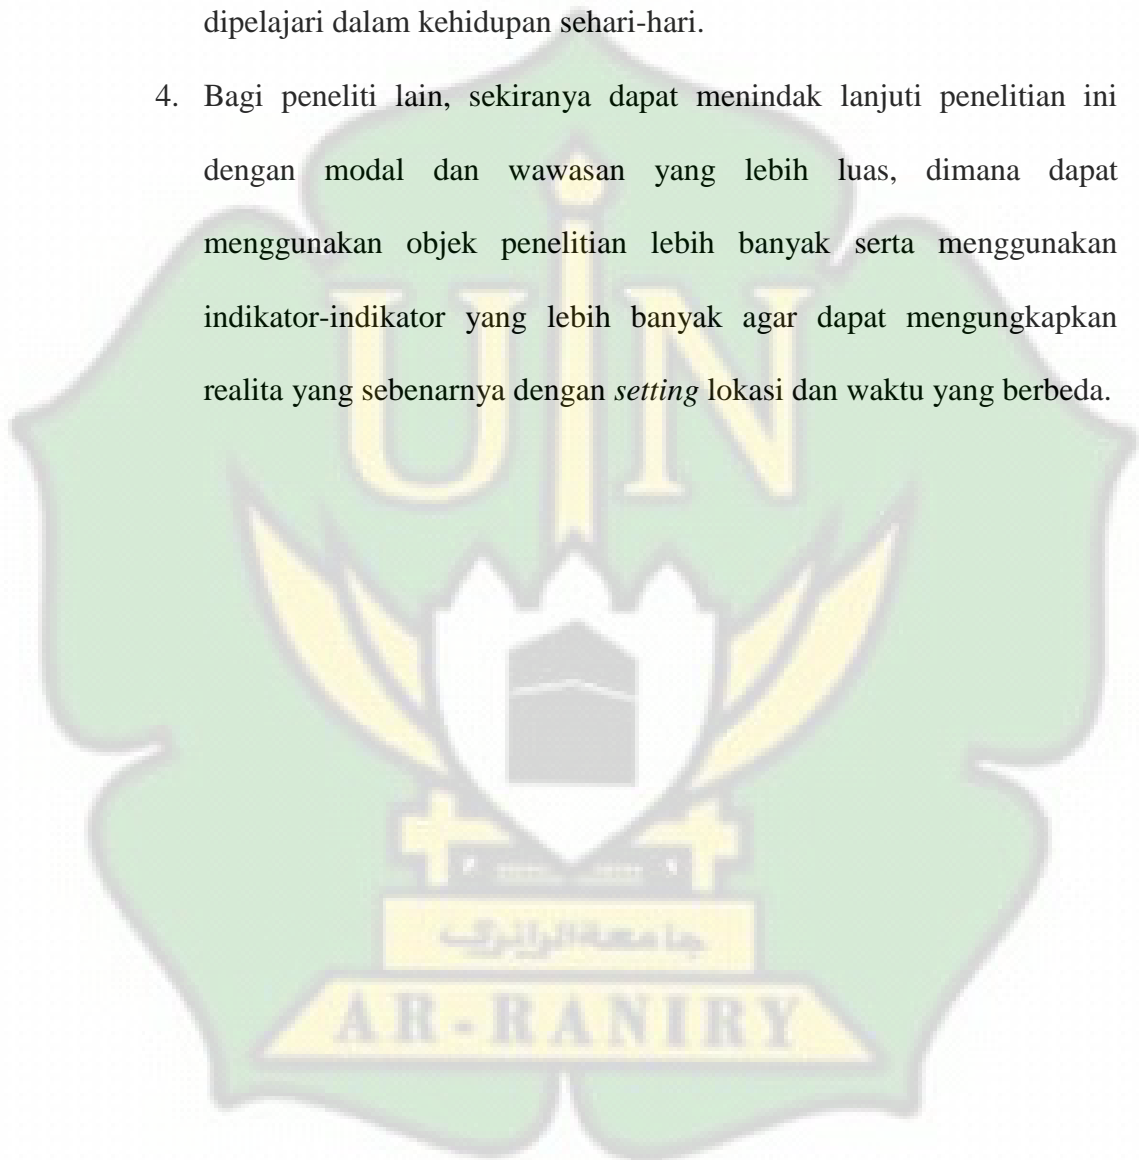 dipelajari dalam kehidupan sehari-hari.
4. Bagi peneliti lain, sekiranya dapat menindak lanjuti penelitian ini
dengan modal dan wawasan yang lebih luas, dimana dapat
menggunakan objek penelitian lebih banyak serta menggunakan
indikator-indikator yang lebih banyak agar dapat mengungkapkan
realita yang sebenarnya dengan setting lokasi dan waktu yang berbeda.
UIN
جامعة الرانري
AR-RANIRY